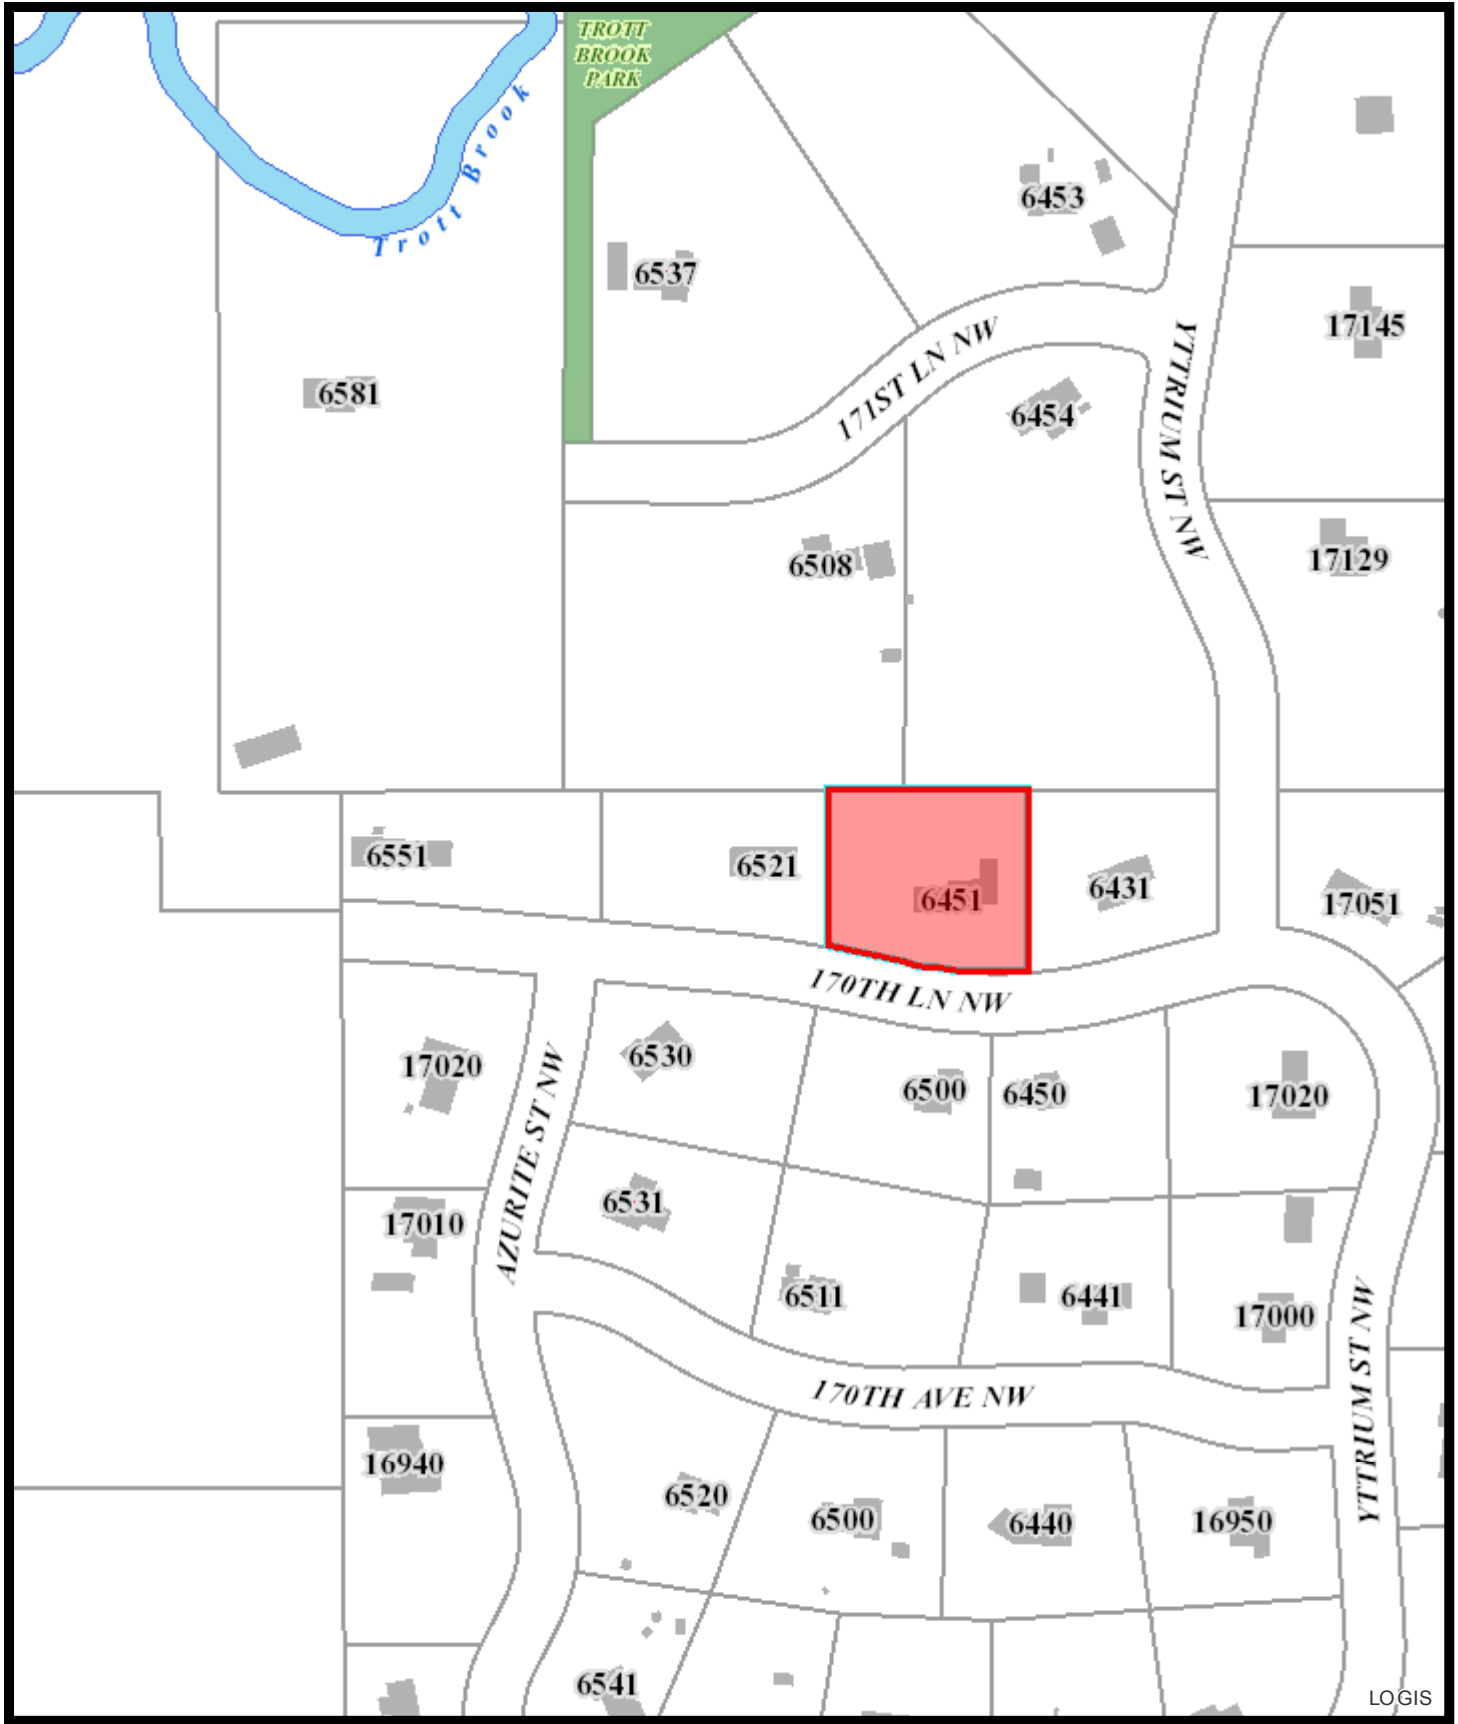 TROTT
BROOK
PARK
Trott Brook
6453
6537
17145
6581
171ST LN NW
6454
YTTRIUM ST NW
6508
17129
6551
6521
6451
6431
17051
170TH LN NW
17020
6530
6500
6450
17020
AZURITE ST NW
6531
17010
6511
6441
17000
170TH AVE NW
YTTRIUM ST NW
16940
6520
6500
6440
16950
6541
LOGIS